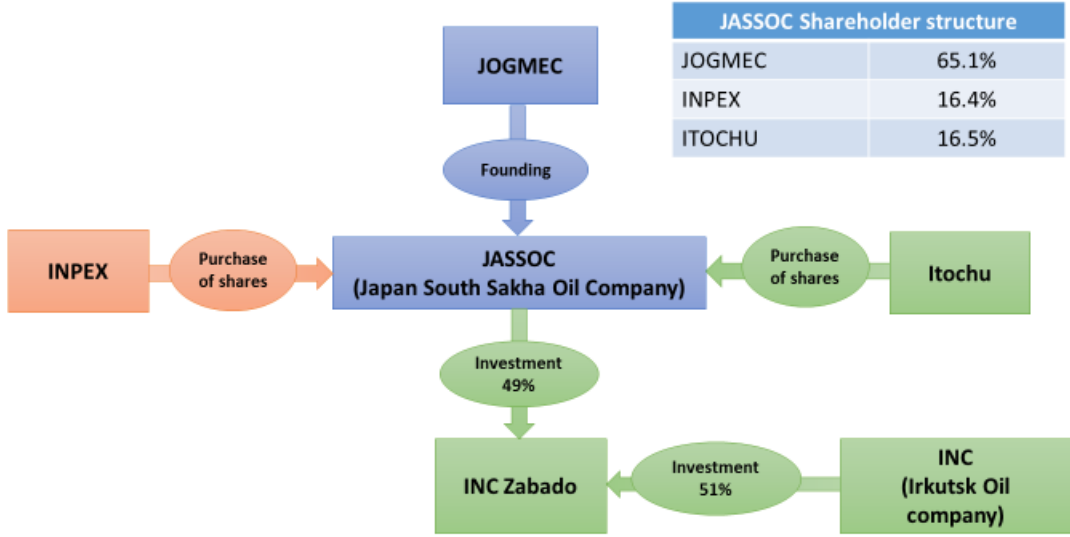 JASSOC Shareholder structure
JOGMEC 65.1%
INPEX 16.4%
ITOCHU 16.5%
JOGMEC
Founding
INPEX
Purchase
of shares
JASSOC
(Japan South Sakha Oil Company)
Purchase
of shares
Itochu
Investment
49%
INC Zabado
Investment
51%
INC
(Irkutsk Oil
company)